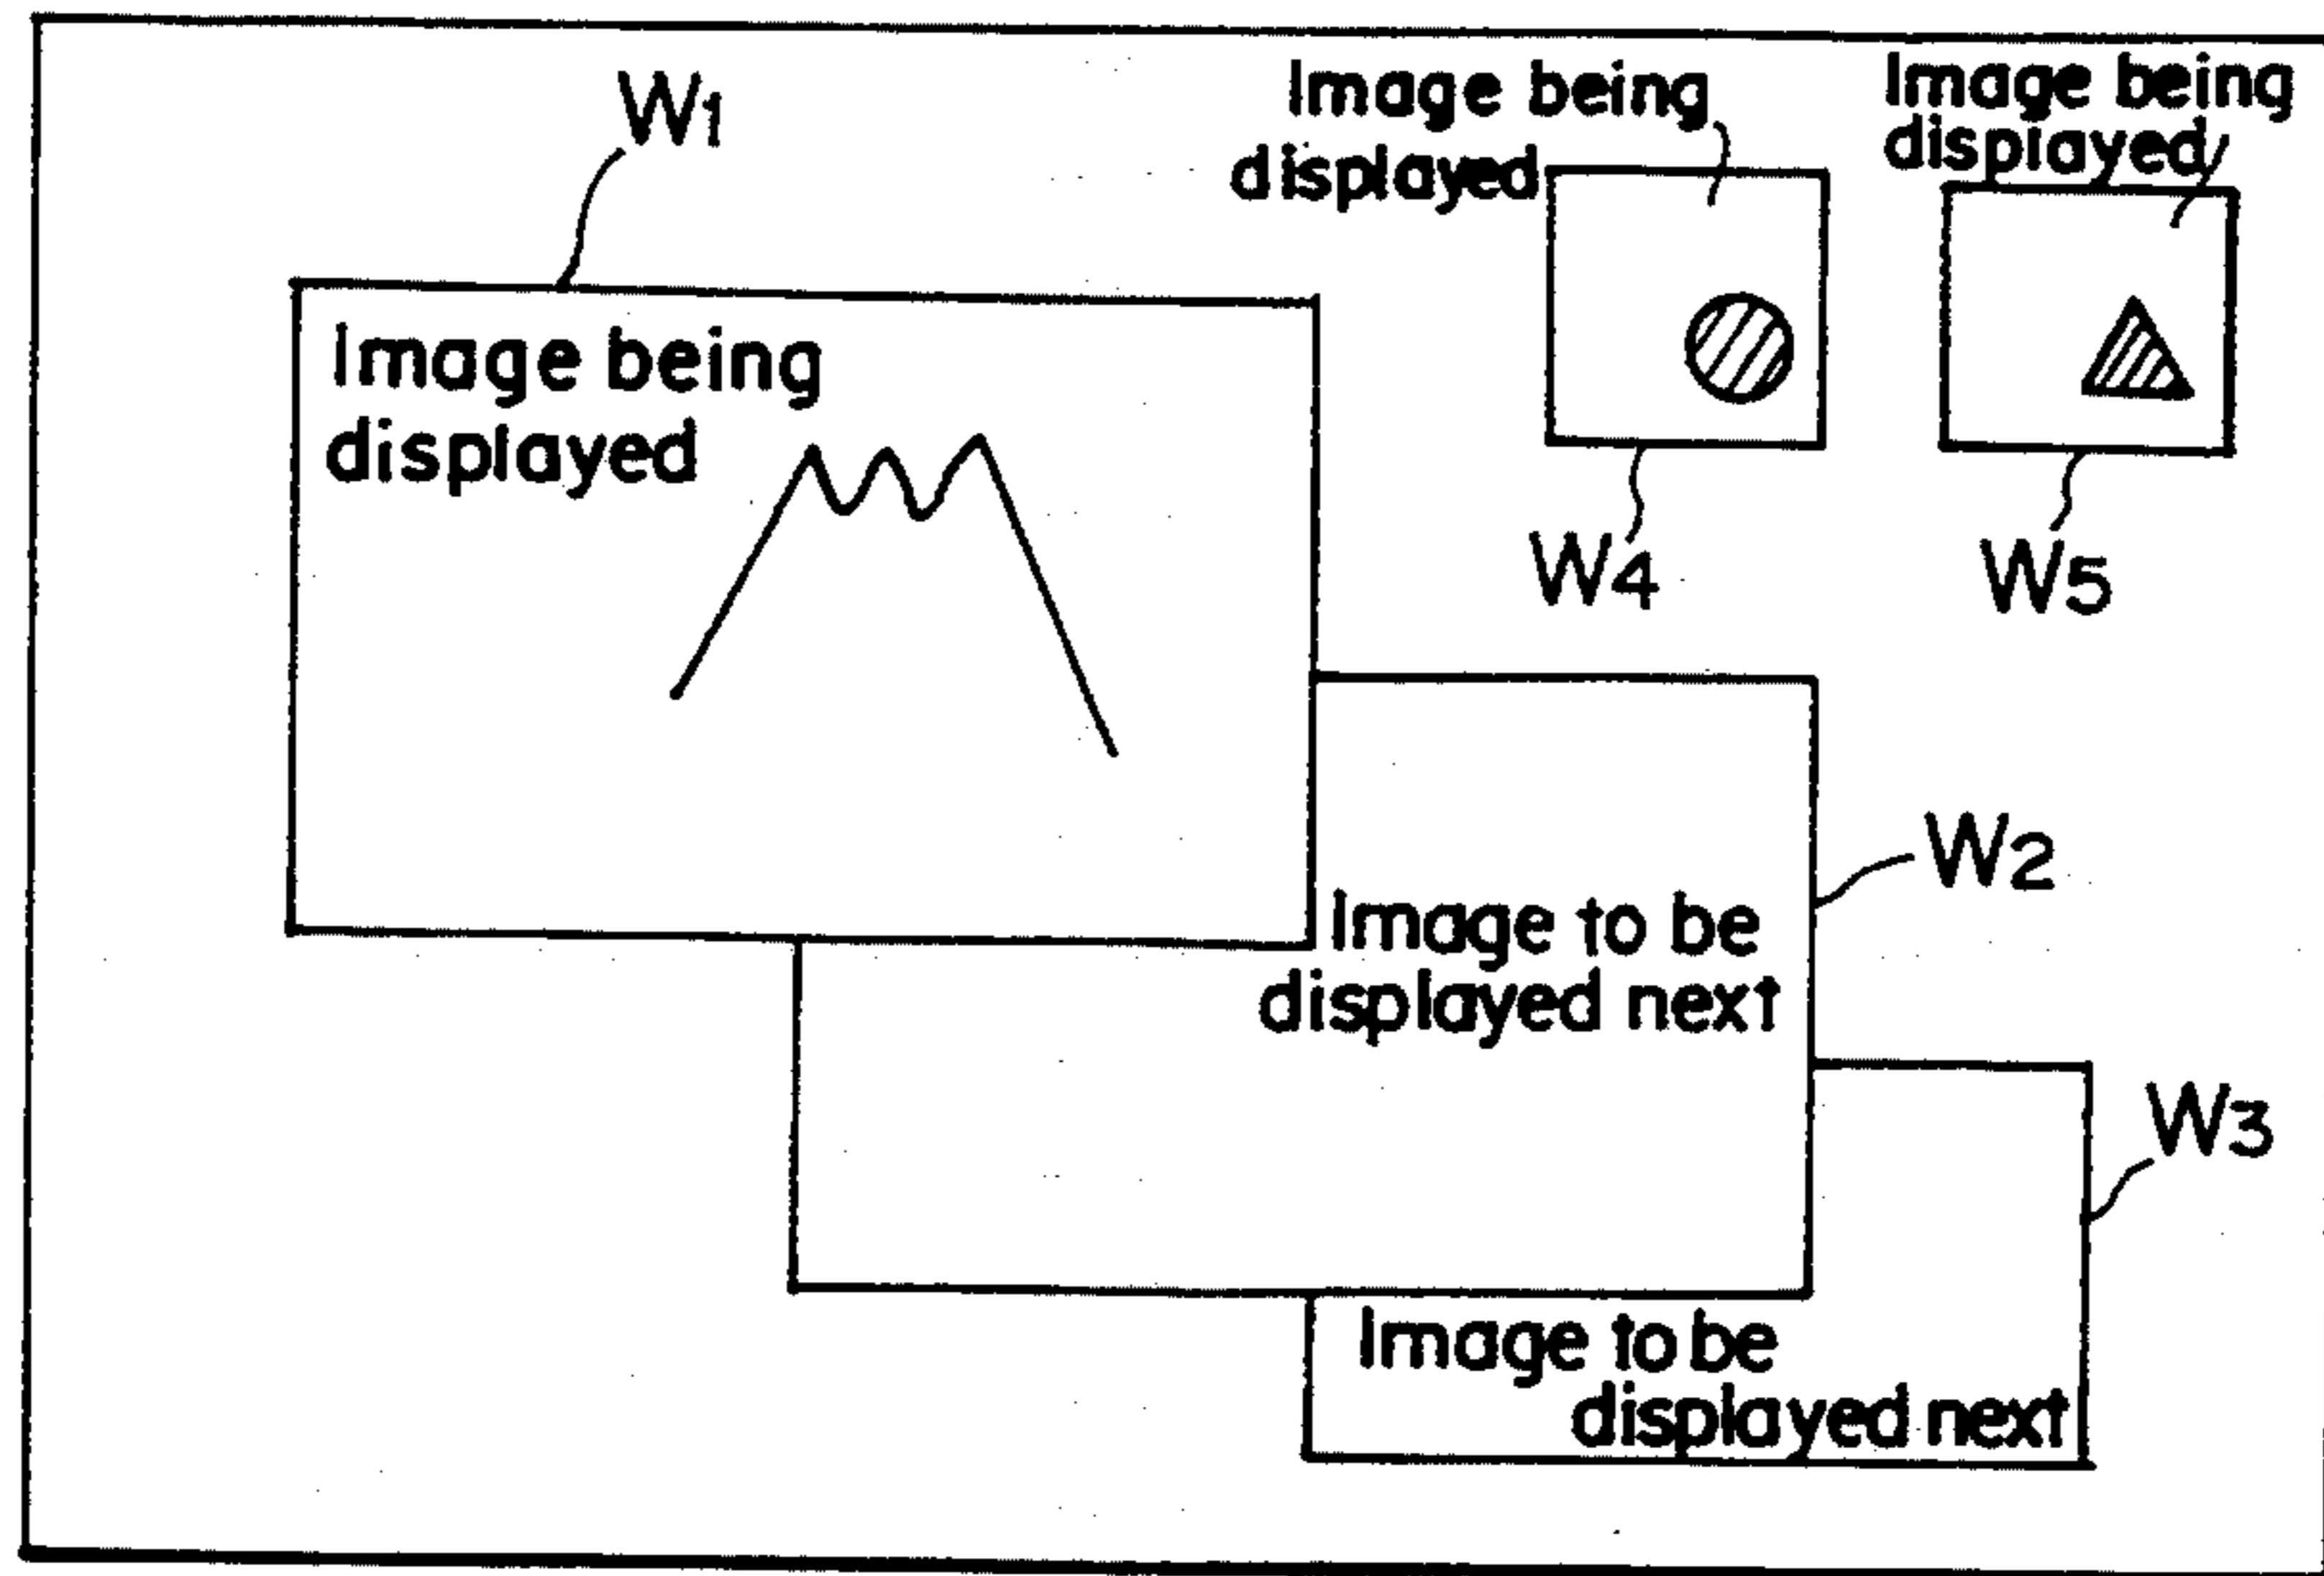 W1
Image being
displayed
Image being
displayed
Image being
displayed
W4
W5
Image to be
displayed next
W2
W3
Image to be
displayed next